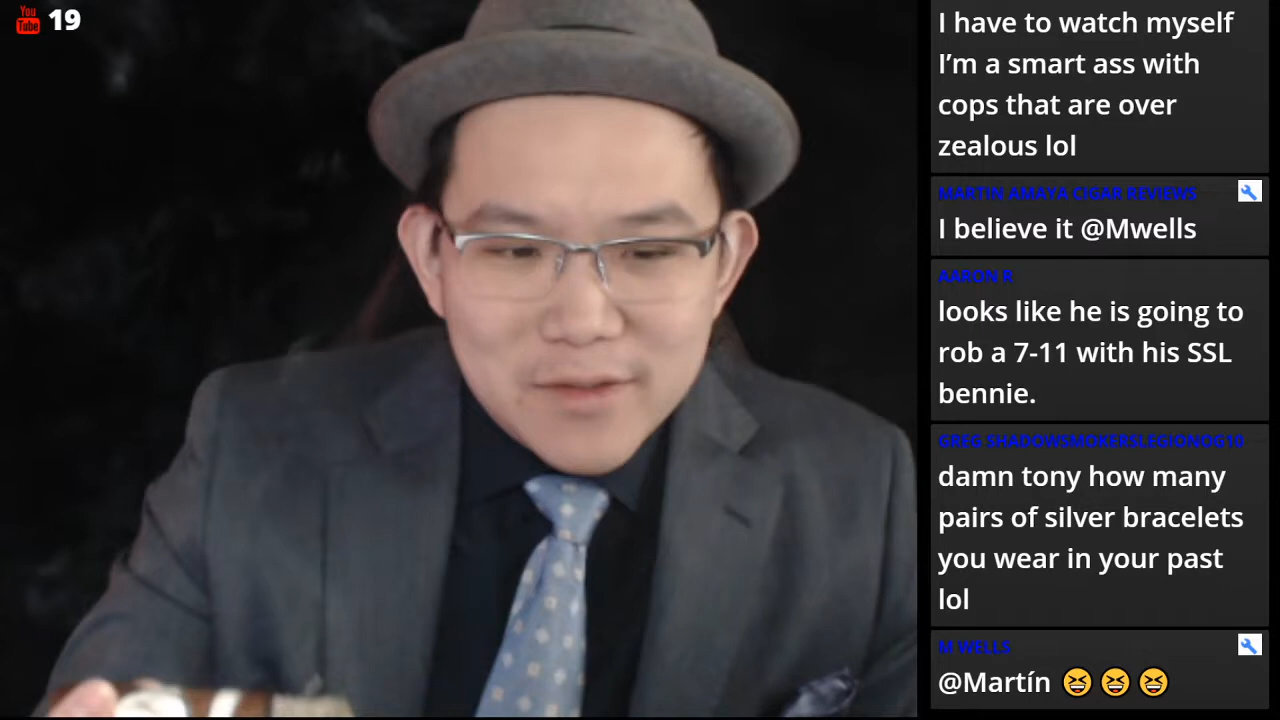 You
Tube
19
I have to watch myself
I’m a smart ass with
cops that are over
zealous lol
MARTIN AMAYA CIGAR REVIEWS
I believe it @Mwells
AARON R
looks like he is going to
rob a 7-11 with his SSL
bennie.
GREG SHADOWSMOKERSLEGIONOG10
damn tony how many
pairs of silver bracelets
you wear in your past
lol
M WELLS
@Martín 😆😆😆